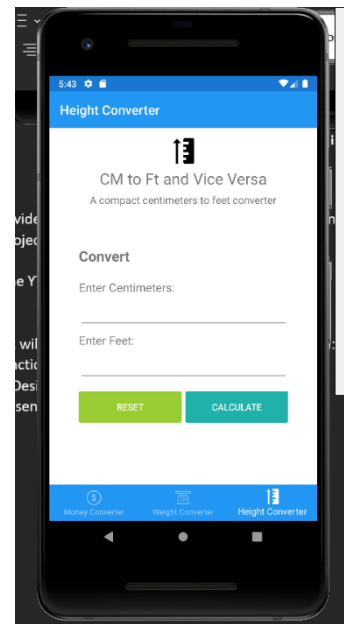 5:43
Height Converter
CM to Ft and Vice Versa
A compact centimeters to feet converter
Convert
Enter Centimeters:
Enter Feet:
RESET
CALCULATE
Money Converter
Weight Converter
Height Converter